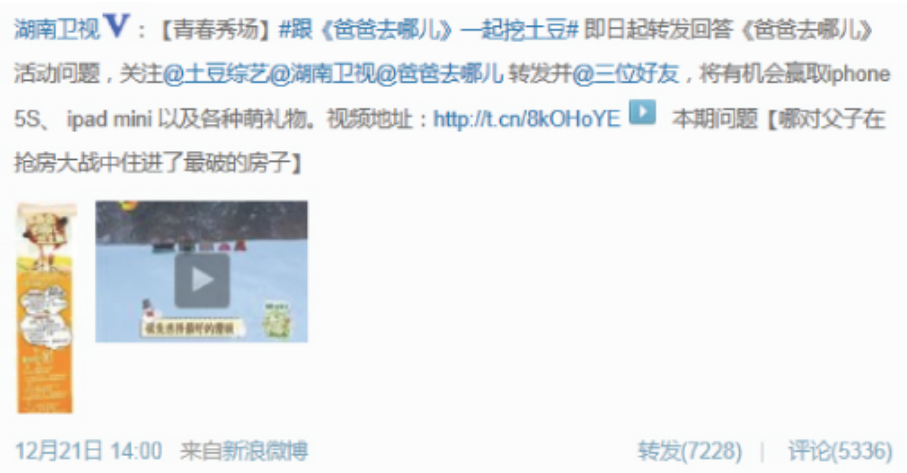 湖南卫视V：【青春秀场】#跟《爸爸去哪儿》一起挖土豆# 即日起转发回答《爸爸去哪儿》
活动问题，关注@土豆综艺@湖南卫视@爸爸去哪儿 转发并@三位好友，将有机会赢取iphone
5S、 ipad mini 以及各种萌礼物。视频地址：http://t.cn/8kOHoYE 本期问题【哪对父子在
抢房大战中住进了最破的房子】
12月21日 14:00 来自新浪微博 转发(7228) | 评论(5336)